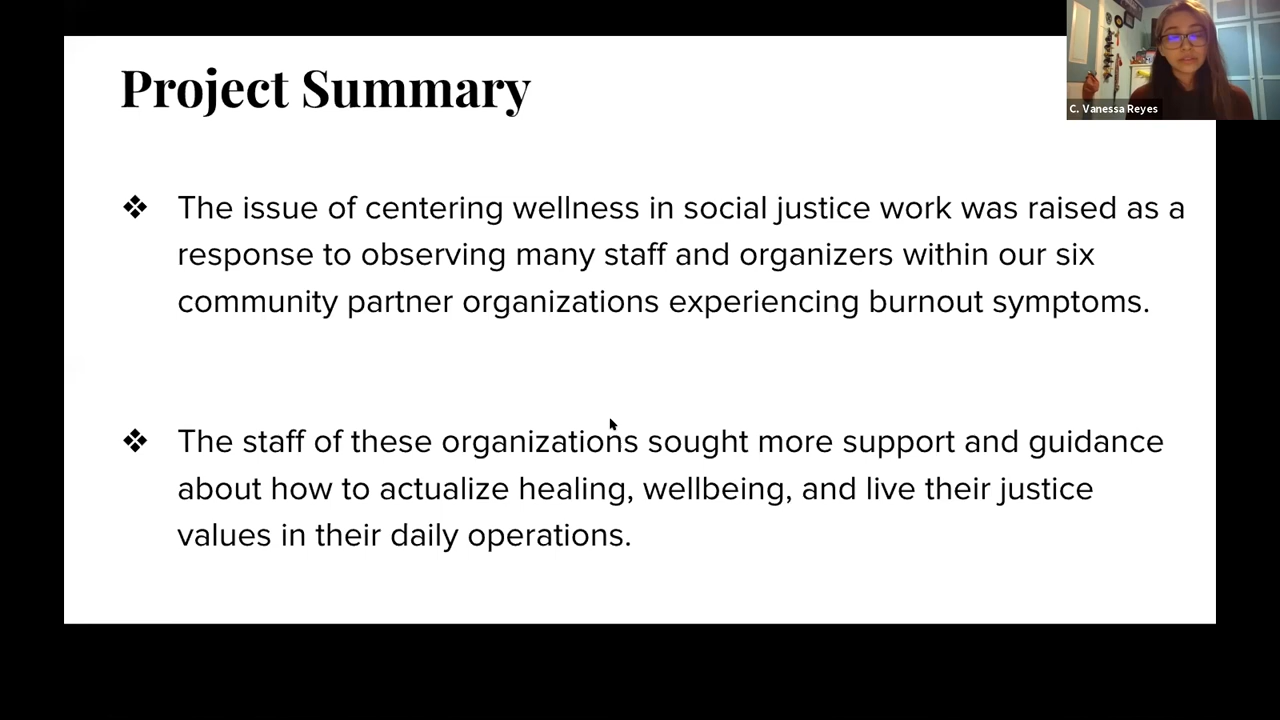 Project Summary
C. Vanessa Reyes
❖ The issue of centering wellness in social justice work was raised as a
response to observing many staff and organizers within our six
community partner organizations experiencing burnout symptoms.
❖ The staff of these organizations sought more support and guidance
about how to actualize healing, wellbeing, and live their justice
values in their daily operations.